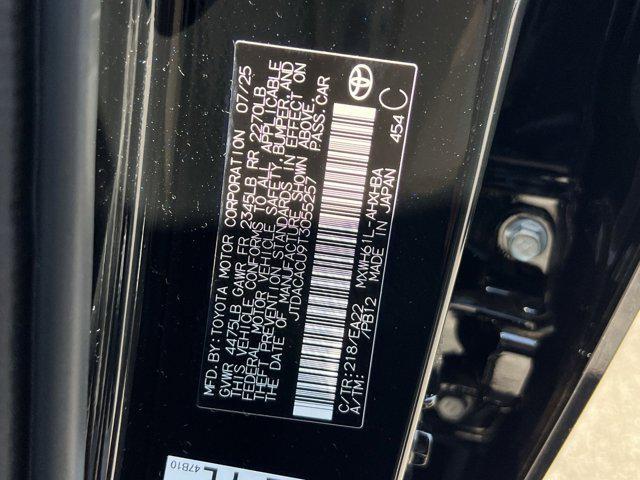 MFD. BY: TOYOTA MOTOR CORPORATION 07/25
GVWR 4475LB GAWR FR 2345LB RR 2270LB
THIS VEHICLE CONFORMS TO ALL APPLICABLE
FEDERAL MOTOR VEHICLE SAFETY, BUMPER, AND
THEFT PREVENTION STANDARDS IN EFFECT ON
THE DATE OF MANUFACTURE SHOWN ABOVE.
JTDACACU9T3055257 PASS. CAR
C/TR: 218/EA22 MXWH61L-AHXHBA
A/TM: /PB12 MADE IN JAPAN
454 C
47B10